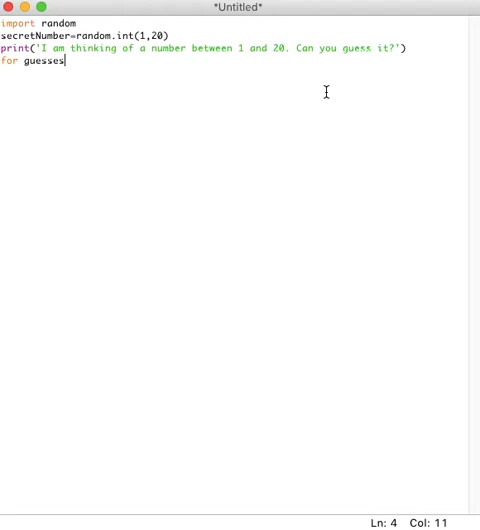 *Untitled*
import random
secretNumber=random.int(1,20)
print('I am thinking of a number between 1 and 20. Can you guess it?')
for guesses
Ln: 4 Col: 11